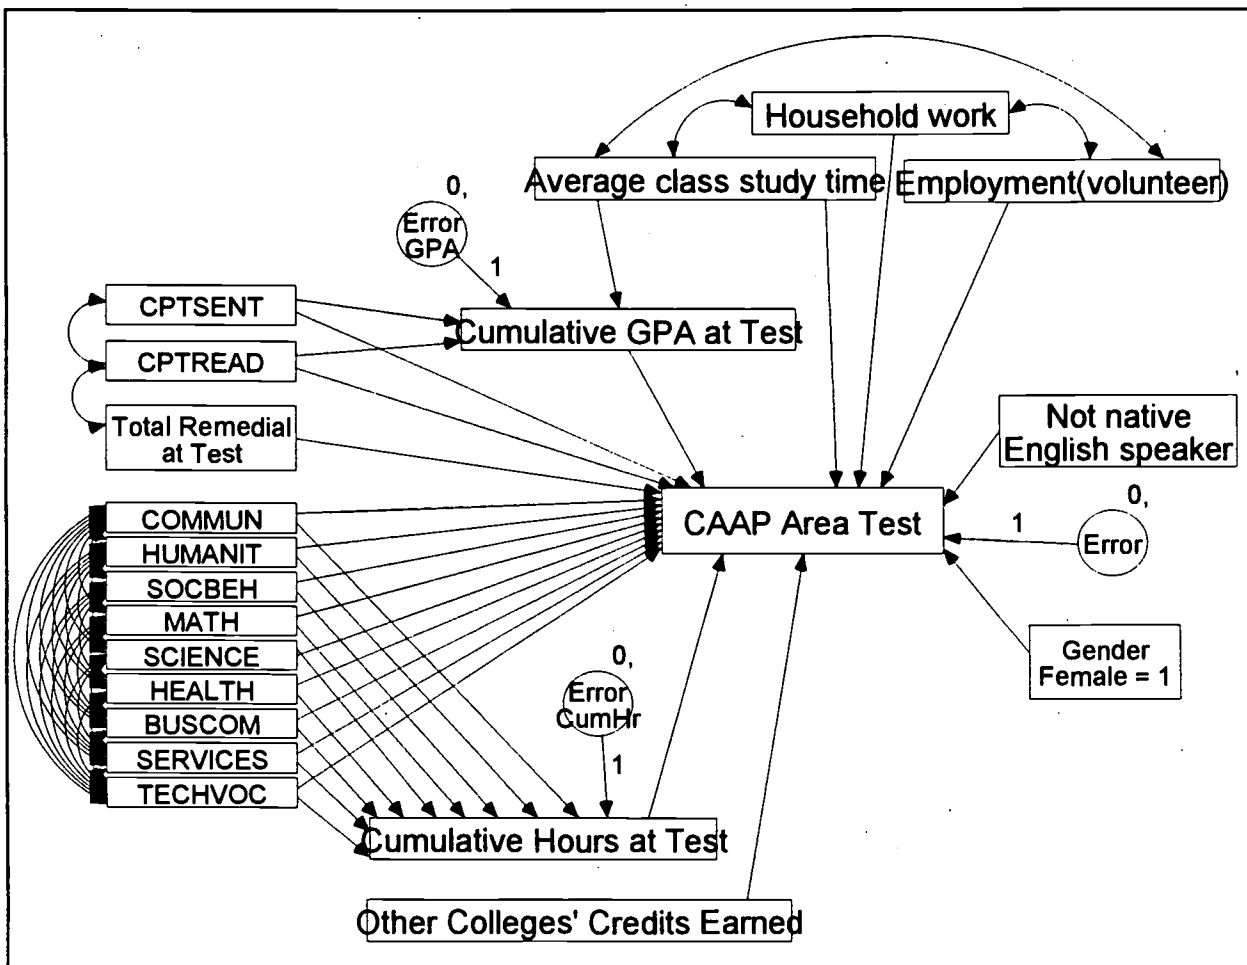 Household work
Average class study time
Employment(volunteer)
0,
Error
GPA
1
CPTSENT
Cumulative GPA at Test
CPTREAD
Total Remedial
at Test
Not native
English speaker
COMMUN
CAAP Area Test
0,
1
Error
HUMANIT
SOCBEH
MATH
SCIENCE
HEALTH
BUSCOM
SERVICES
TECHVOC
0,
Error
CumHr
1
Gender
Female = 1
Cumulative Hours at Test
Other Colleges' Credits Earned